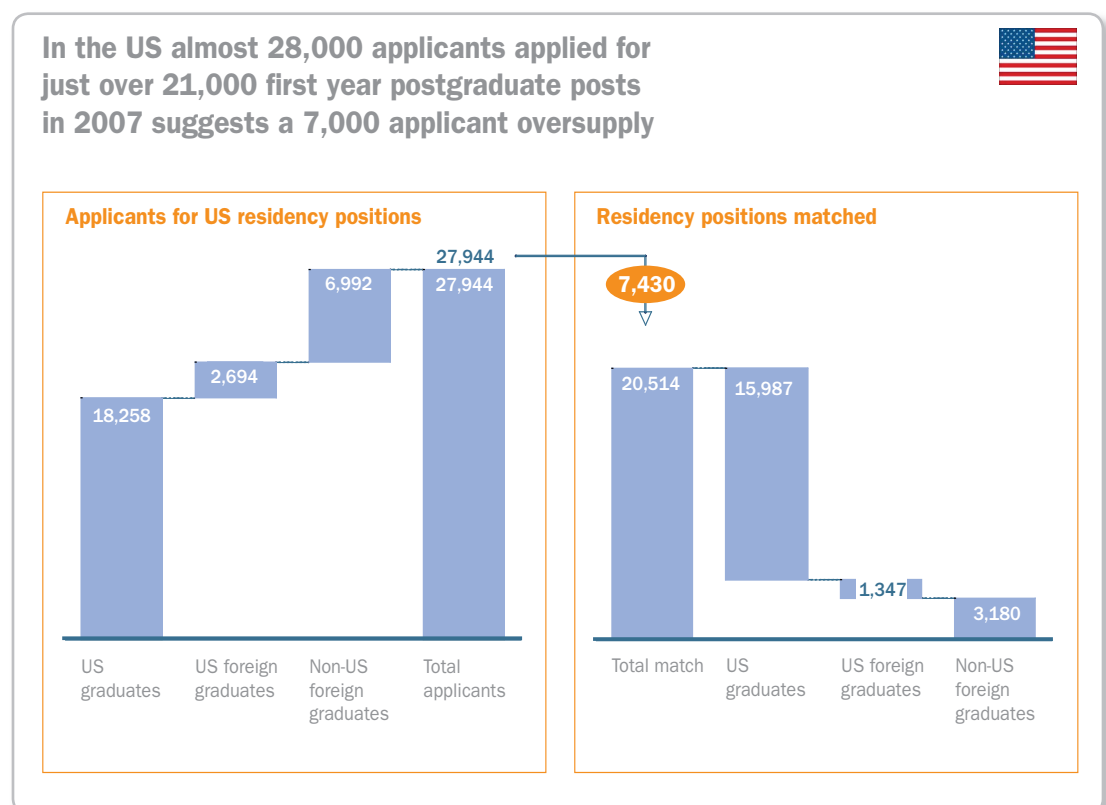 In the US almost 28,000 applicants applied for
just over 21,000 first year postgraduate posts
in 2007 suggests a 7,000 applicant oversupply
Applicants for US residency positions
27,944
18,258
2,694
6,992
27,944
US
graduates
US foreign
graduates
Non-US
foreign
graduates
Total
applicants
Residency positions matched
7,430
20,514
15,987
1,347
3,180
Total match
US
graduates
US foreign
graduates
Non-US
foreign
graduates